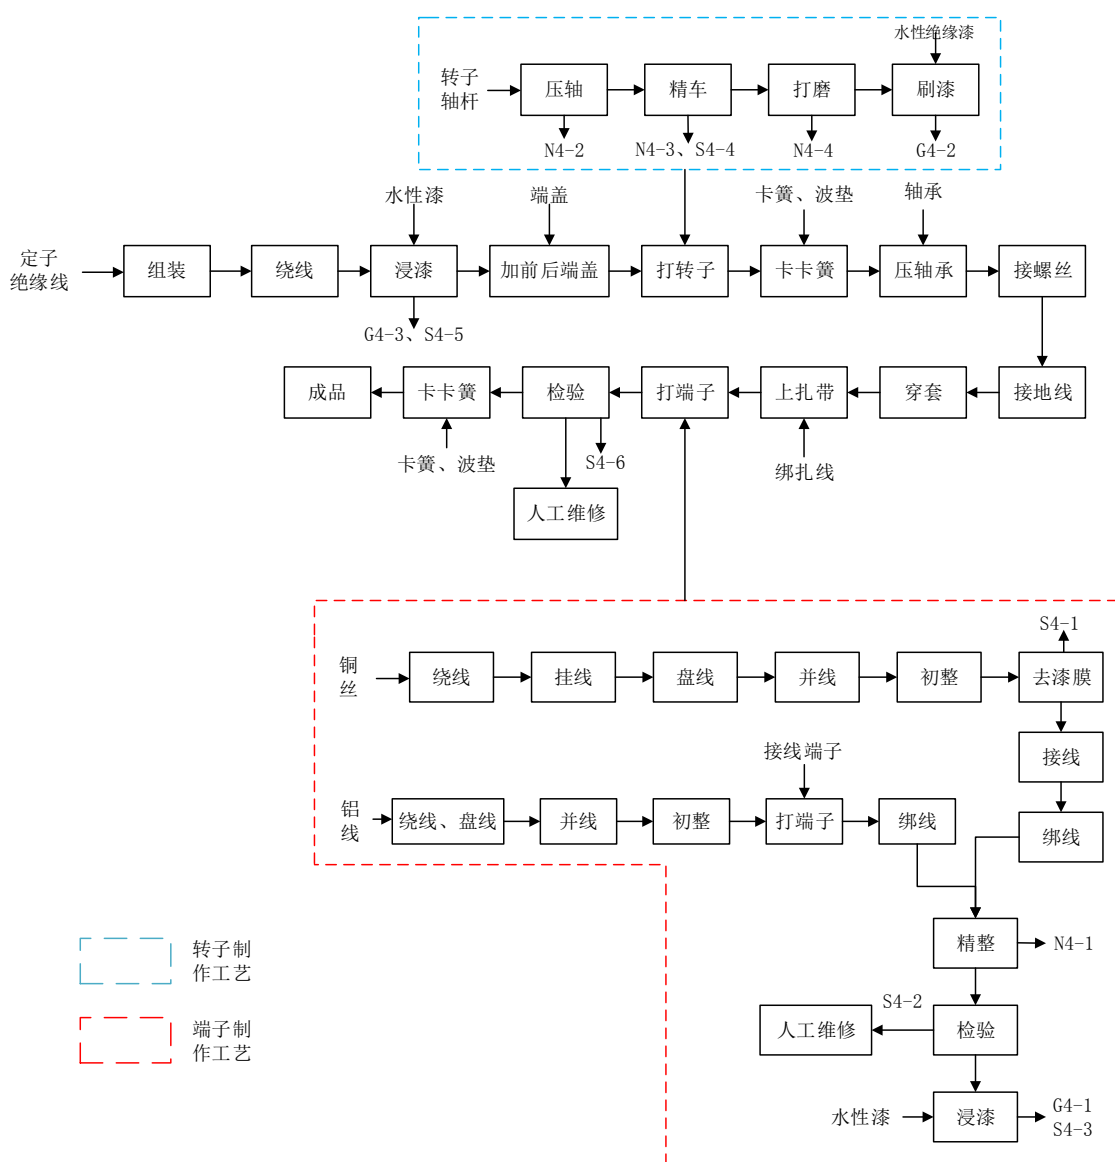 水性绝缘漆
转子
轴杆
压轴
精车
打磨
刷漆
N4-2
N4-3、S4-4
N4-4
G4-2
水性漆
端盖
卡簧、波垫
轴承
定子
绝缘线
组装
绕线
浸漆
加前后端盖
打转子
卡卡簧
压轴承
接螺丝
G4-3、S4-5
成品
卡卡簧
检验
打端子
上扎带
穿套
接地线
卡簧、波垫
S4-6
绑扎线
人工维修
S4-1
铜
丝
绕线
挂线
盘线
并线
初整
去漆膜
接线
接线端子
铝
线
绕线、盘线
并线
初整
打端子
绑线
绑线
精整
N4-1
转子制
作工艺
S4-2
人工维修
检验
端子制
作工艺
水性漆
浸漆
G4-1
S4-3